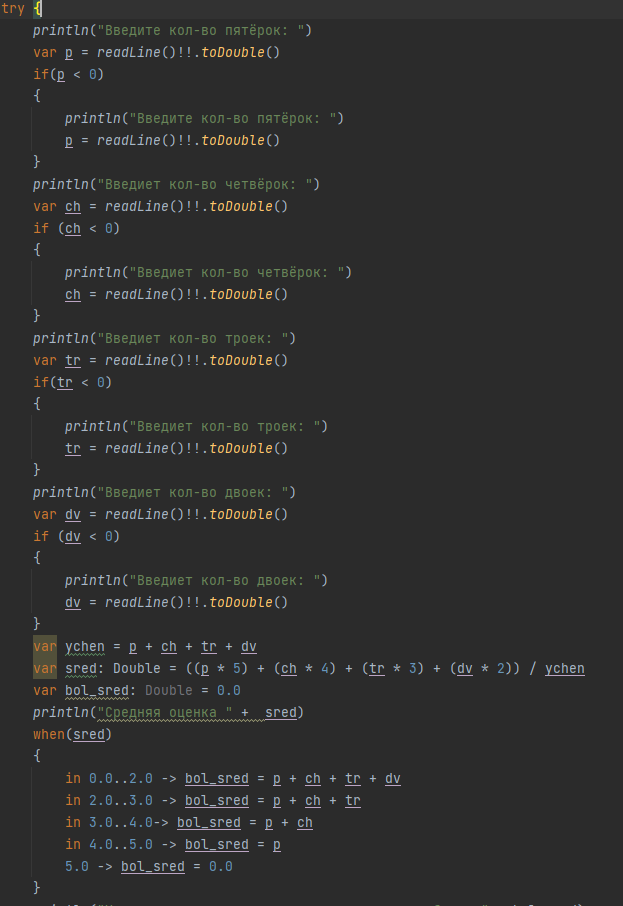 try {
println("Введите кол-во пятёрок: ")
var p = readLine()!!.toDouble()
if(p < 0)
{
println("Введите кол-во пятёрок: ")
p = readLine()!!.toDouble()
}
println("Введиет кол-во четвёрок: ")
var ch = readLine()!!.toDouble()
if (ch < 0)
{
println("Введиет кол-во четвёрок: ")
ch = readLine()!!.toDouble()
}
println("Введиет кол-во троек: ")
var tr = readLine()!!.toDouble()
if(tr < 0)
{
println("Введиет кол-во троек: ")
tr = readLine()!!.toDouble()
}
println("Введиет кол-во двоек: ")
var dv = readLine()!!.toDouble()
if (dv < 0)
{
println("Введиет кол-во двоек: ")
dv = readLine()!!.toDouble()
}
var ychen = p + ch + tr + dv
var sred: Double = ((p * 5) + (ch * 4) + (tr * 3) + (dv * 2)) / ychen
var bol_sred: Double = 0.0
println("Средняя оценка " +  sred)
when(sred)
{
in 0.0..2.0 -> bol_sred = p + ch + tr + dv
in 2.0..3.0 -> bol_sred = p + ch + tr
in 3.0..4.0-> bol_sred = p + ch
in 4.0..5.0 -> bol_sred = p
5.0 -> bol_sred = 0.0
}